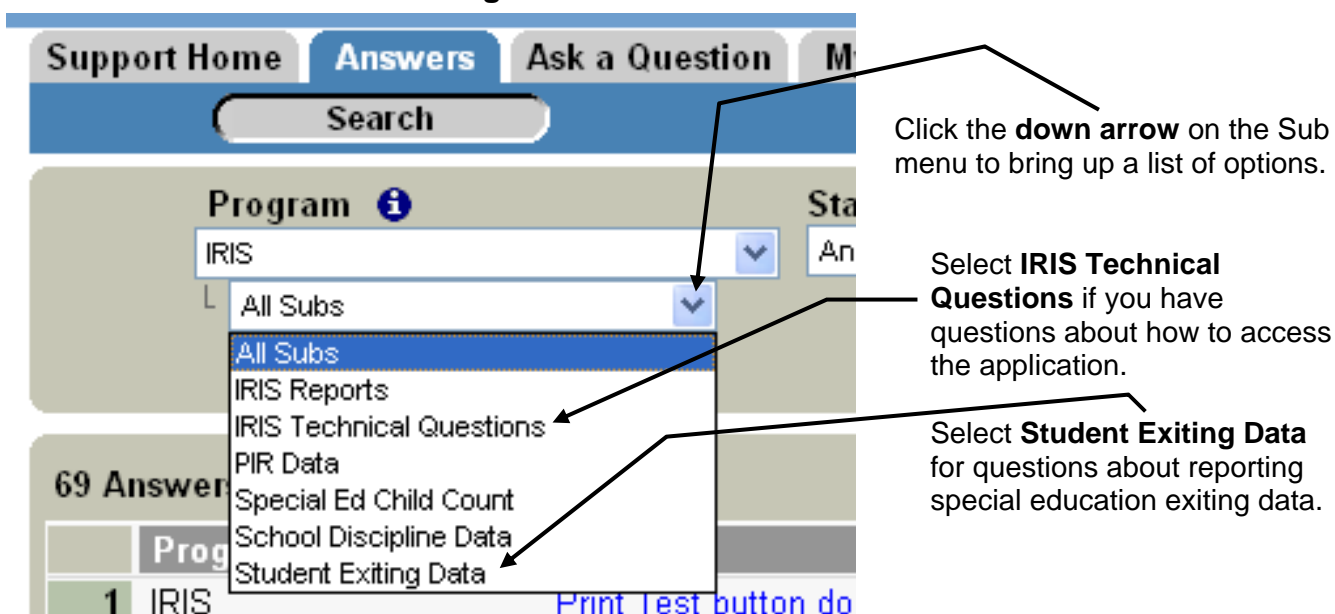 Support Home Answers Ask a Question
Search
Click the down arrow on the Sub
menu to bring up a list of options.
Program
IRIS
All Subs
Select IRIS Technical
Questions if you have
questions about how to access
the application.
All Subs
IRIS Reports
IRIS Technical Questions
PIR Data
Special Ed Child Count
School Discipline Data
Student Exiting Data
Select Student Exiting Data
for questions about reporting
special education exiting data.
69
1 IRIS Print Test button do